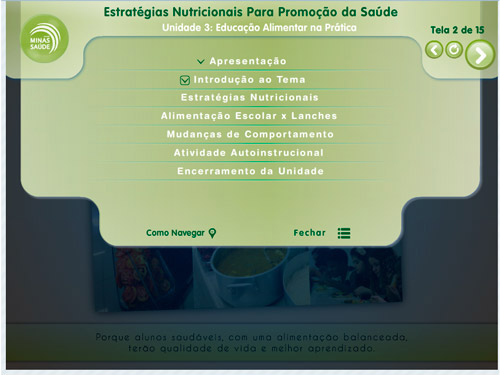 Estratégias Nutricionais Para Promoção da Saúde
Unidade 3: Educação Alimentar na Prática
MINAS
SAÚDE
Tela 2 de 15
Apresentação
Introdução ao Tema
Estratégias Nutricionais
Alimentação Escolar x Lanches
Mudanças de Comportamento
Atividade Autoinstrucional
Encerramento da Unidade
Como Navegar
Fechar
Porque alunos saudáveis, com uma alimentação balanceada,
terão qualidade de vida e melhor aprendizado.